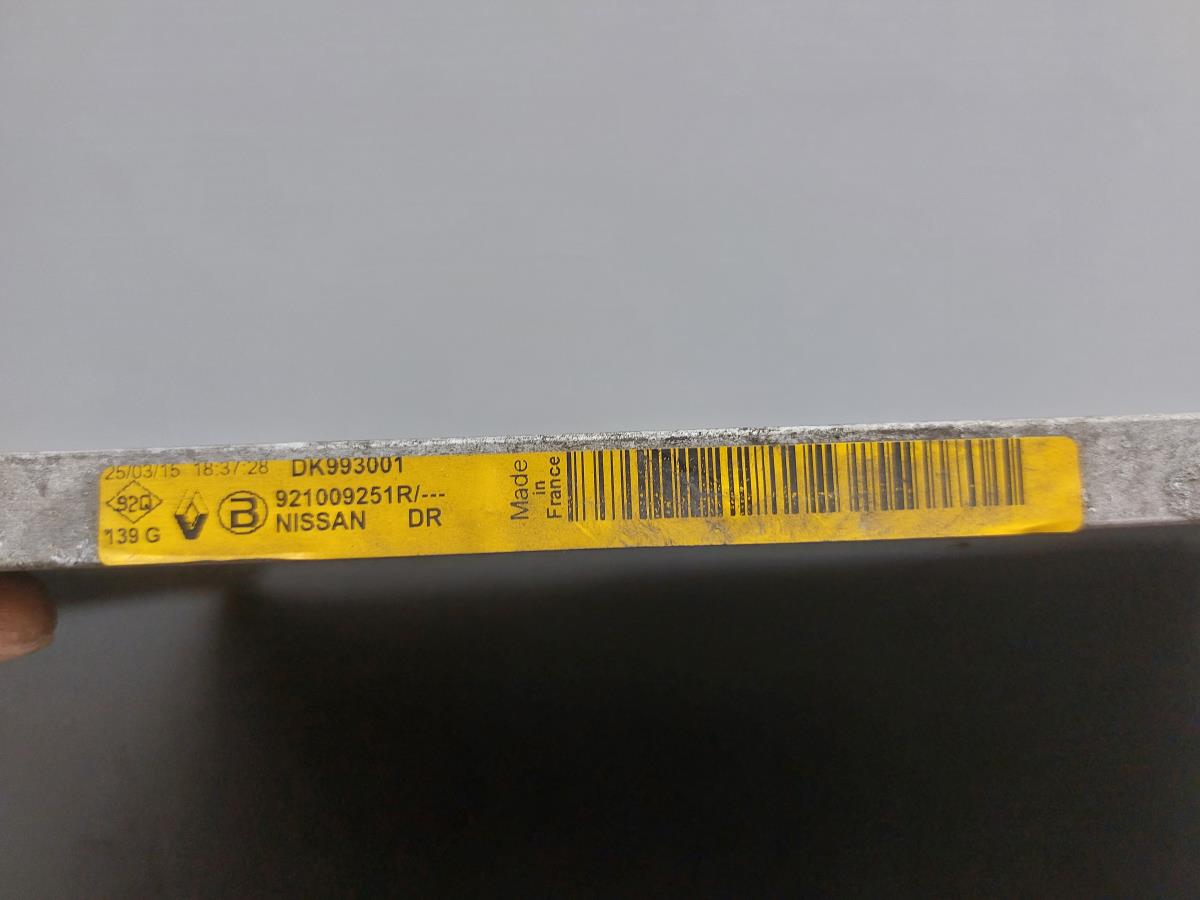 25/03/15 18:37:28 DK993001
92Q
B
921009251R/---
139 G
NISSAN DR
Made
in
France